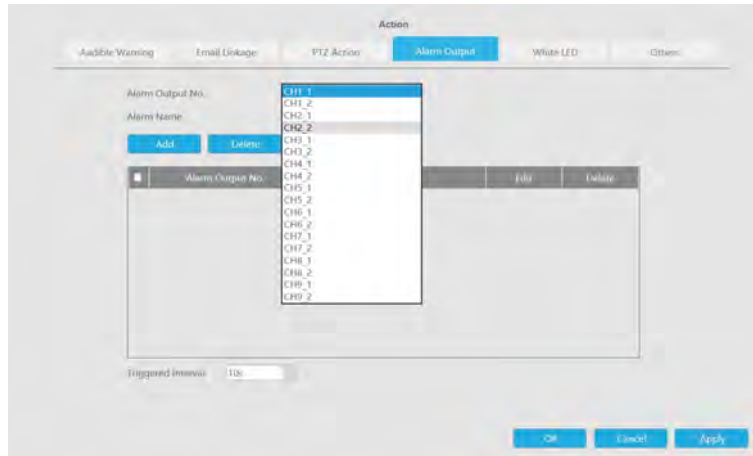 Action
Audible Warning Email Linkage PTZ Action Alarm Output White LED Others
Alarm Output No. CH1_1
Alarm Name CH1_2
CH2_1
CH2_2
Add Delete CH3_1
CH3_2
CH4_1
Alarm Output No. CH4_2 Edit Delete
CH5_1
CH5_2
CH6_1
CH6_2
CH7_1
CH7_2
CH8_1
CH8_2
CH9_1
CH9_2
Triggered Interval 10s
OK Cancel Apply